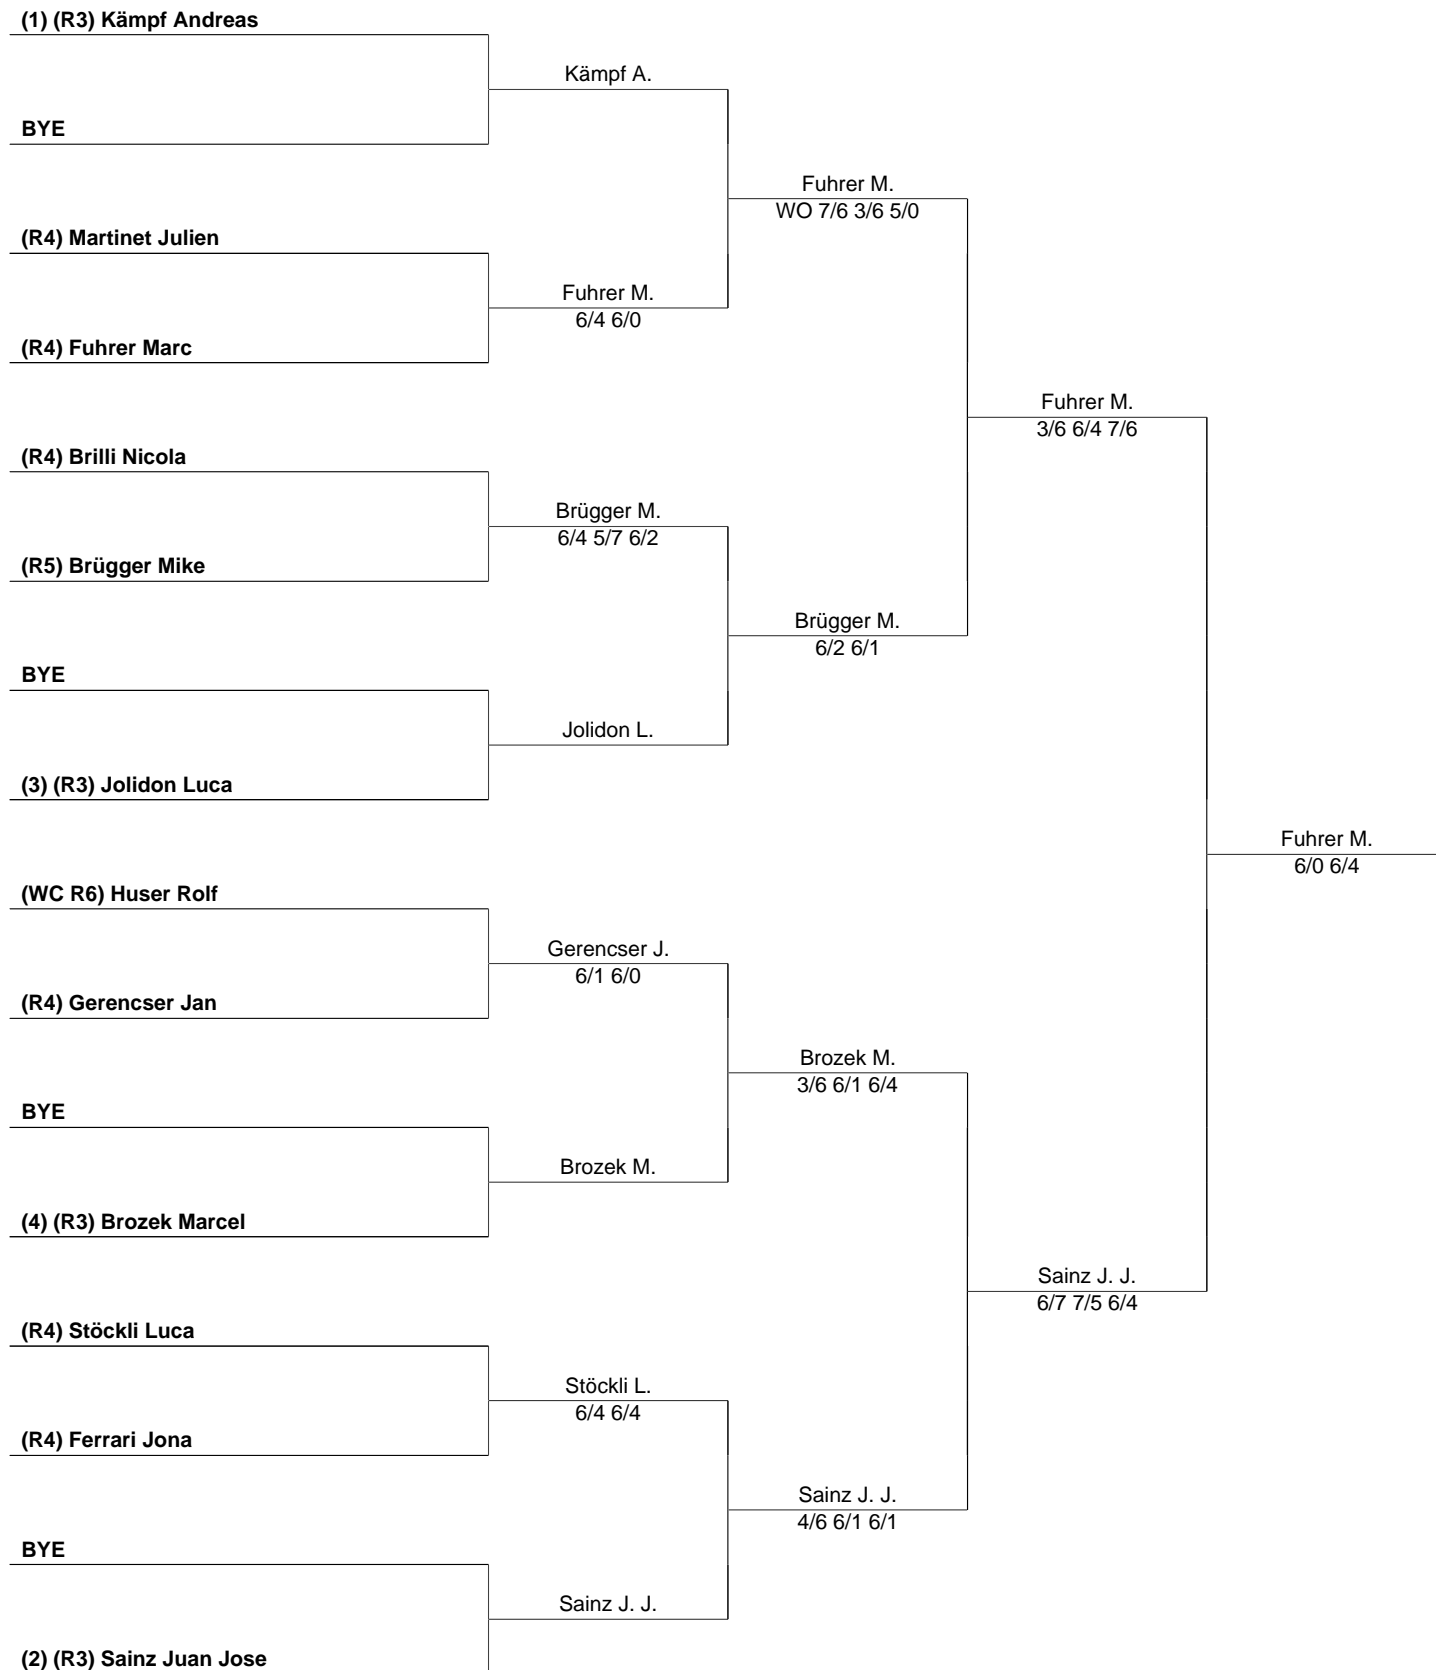 (1) (R3) Kämpf Andreas
Kämpf A.
BYE
Fuhrer M.
WO 7/6 3/6 5/0
(R4) Martinet Julien
Fuhrer M.
6/4 6/0
(R4) Fuhrer Marc
Fuhrer M.
3/6 6/4 7/6
(R4) Brilli Nicola
Brügger M.
6/4 5/7 6/2
(R5) Brügger Mike
Brügger M.
6/2 6/1
BYE
Jolidon L.
(3) (R3) Jolidon Luca
Fuhrer M.
6/0 6/4
(WC R6) Huser Rolf
Gerencser J.
6/1 6/0
(R4) Gerencser Jan
Brozek M.
3/6 6/1 6/4
BYE
Brozek M.
(4) (R3) Brozek Marcel
Sainz J. J.
6/7 7/5 6/4
(R4) Stöckli Luca
Stöckli L.
6/4 6/4
(R4) Ferrari Jona
Sainz J. J.
4/6 6/1 6/1
BYE
Sainz J. J.
(2) (R3) Sainz Juan Jose